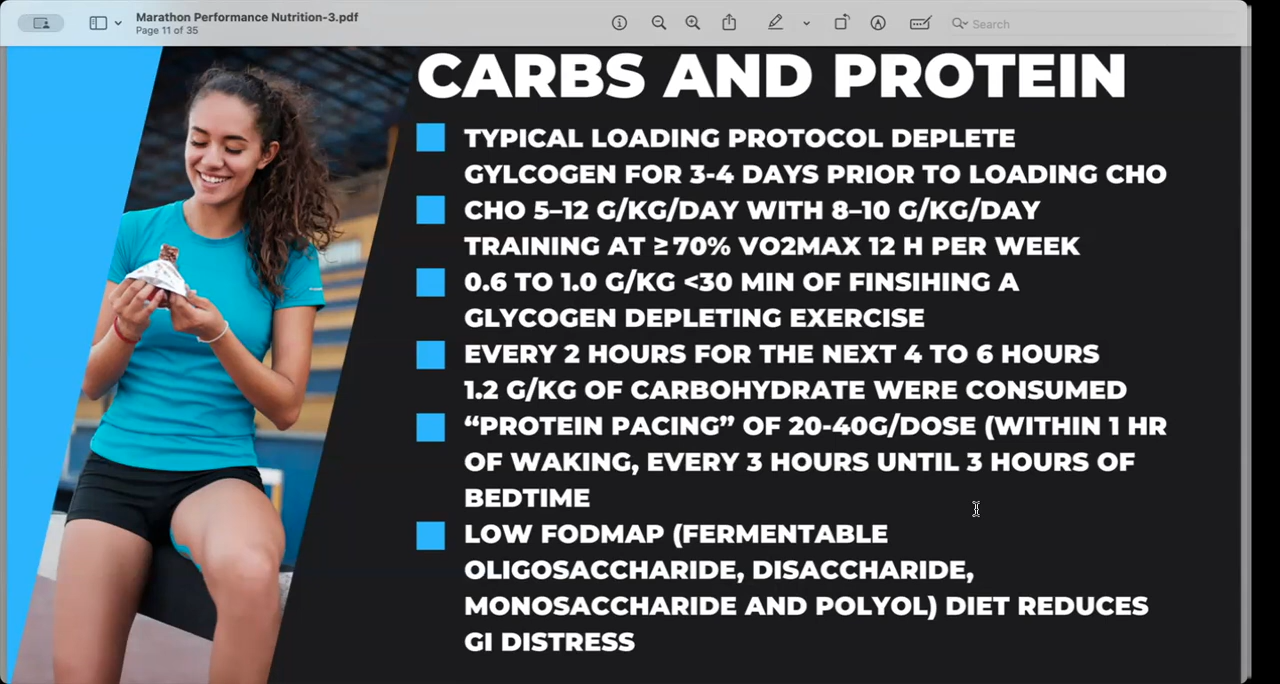 Marathon Performance Nutrition-3.pdf
Page 11 of 35
Search
CARBS AND PROTEIN
TYPICAL LOADING PROTOCOL DEPLETE
GYLCOGEN FOR 3-4 DAYS PRIOR TO LOADING CHO
CHO 5–12 G/KG/DAY WITH 8–10 G/KG/DAY
TRAINING AT ≥70% VO2MAX 12 H PER WEEK
0.6 TO 1.0 G/KG <30 MIN OF FINSIHING A
GLYCOGEN DEPLETING EXERCISE
EVERY 2 HOURS FOR THE NEXT 4 TO 6 HOURS
1.2 G/KG OF CARBOHYDRATE WERE CONSUMED
“PROTEIN PACING” OF 20-40G/DOSE (WITHIN 1 HR
OF WAKING, EVERY 3 HOURS UNTIL 3 HOURS OF
BEDTIME
LOW FODMAP (FERMENTABLE
OLIGOSACCHARIDE, DISACCHARIDE,
MONOSACCHARIDE AND POLYOL) DIET REDUCES
GI DISTRESS